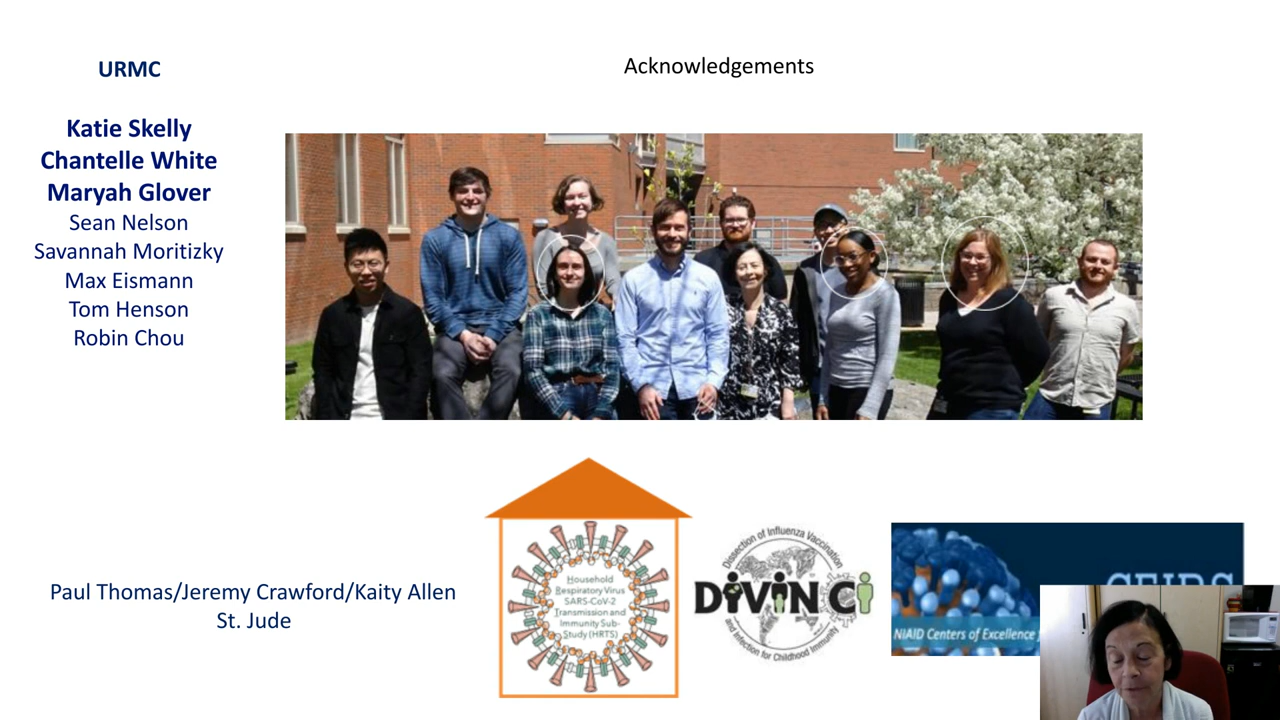 URMC
Acknowledgements
Katie Skelly
Chantelle White
Maryah Glover
Sean Nelson
Savannah Moritizky
Max Eismann
Tom Henson
Robin Chou
Paul Thomas/Jeremy Crawford/Kaity Allen
St. Jude
Household
Respiratory Virus
SARS-CoV-2
Transmission and
Immunity Sub-
Study (HRTS)
Dissection of Influenza Vaccination
DIVINCI
and Infection for Childhood Immunity
NIAID Centers of Excellence